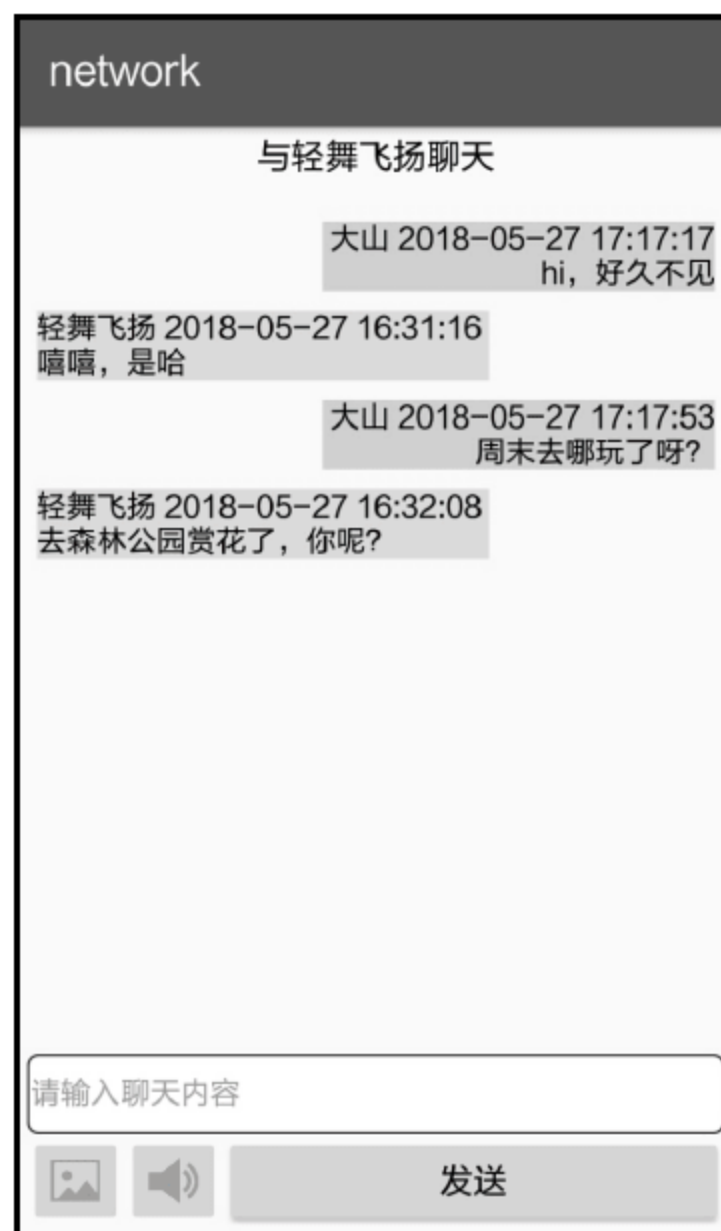 network
与轻舞飞扬聊天
大山 2018-05-27 17:17:17
hi，好久不见
轻舞飞扬 2018-05-27 16:31:16
嘻嘻，是哈
大山 2018-05-27 17:17:53
周末去哪玩了呀?
轻舞飞扬 2018-05-27 16:32:08
去森林公园赏花了，你呢?
请输入聊天内容
发送